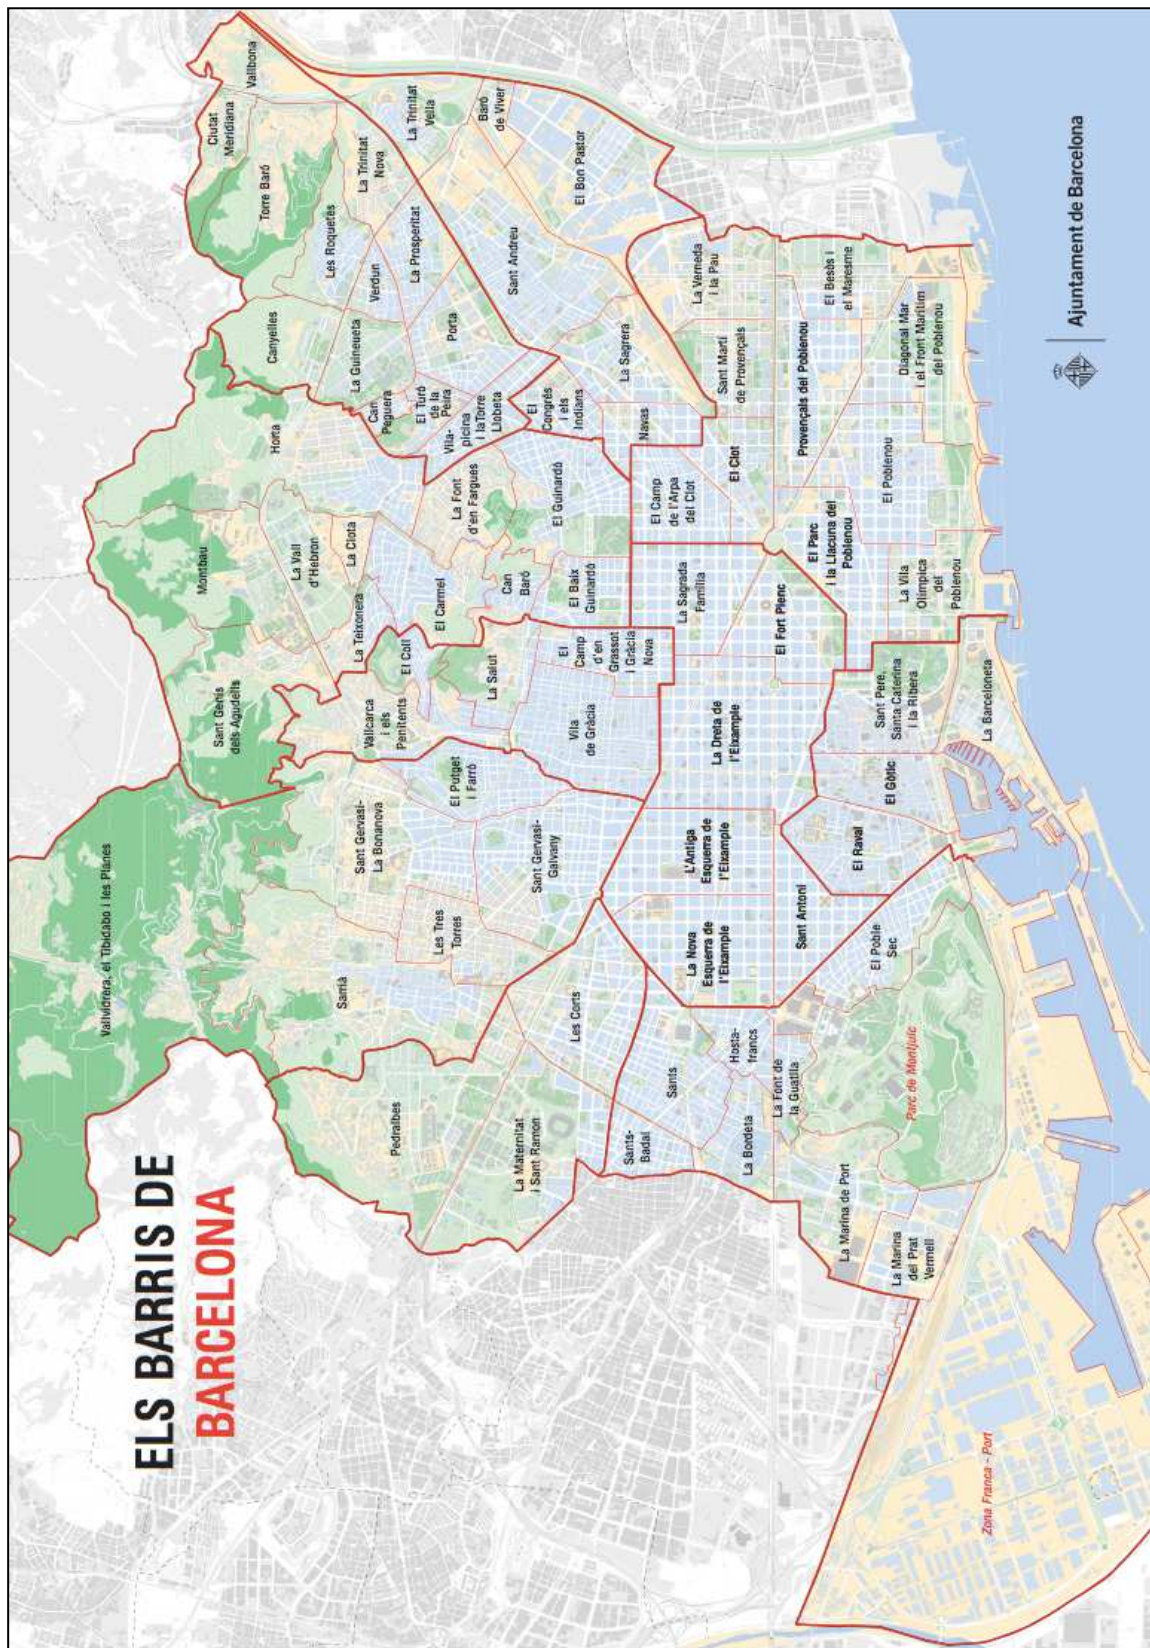 ELS BARRIS DE
BARCELONA
Vallvidrera, el Tibidabo i les Planes
Sant Genís
dels Agudells
Montbau
Horta
Canyelles
Torre Baró
Ciutat
Meridiana
Vallbona
La Vall
d'Hebron
La Clota
La Teixonera
La Guineueta
Les Roquetes
Verdun
La Trinitat
Nova
La Prosperitat
La Trinitat
Vella
Baró
de Viver
Can
Peguera
El Turó
de la
Peira
Porta
Vila-
picina
i la Torre
Llobeta
Sant Andreu
El Bon Pastor
Pedralbes
Sarrià
Sant Gervasi-
La Bonanova
Les Tres
Torres
El Putget
i Farró
Vallcarca
i els
Penitents
El Coll
El Carmel
La Font
d'en Fargues
La Salut
Can
Baró
El Congrés
i els
Indians
La Sagrera
Sant Gervasi-
Galvany
Vila
de Gràcia
El
Camp
d'en
Grassot
i Gràcia
Nova
El Baix
Guinardó
El Guinardó
Navas
La Maternitat
i Sant Ramon
Les Corts
Sants-
Badal
Sants
La Bordeta
Hosta-
francs
La Font de
la Guatlla
La Nova
Esquerra de
l'Eixample
L'Antiga
Esquerra de
l'Eixample
La Dreta de
l'Eixample
La Sagrada
Família
El Camp
de l'Arpa
del Clot
El Clot
Sant Martí
de Provençals
La Verneda
i la Pau
Sant Antoni
El Fort Pienc
El Parc
i la Llacuna del
Poblenou
Provençals del Poblenou
El Besòs i
el Maresme
La Marina de Port
La Marina
del Prat
Vermell
Parc de Montjuïc
El Poble
Sec
El Raval
El Gòtic
Sant Pere,
Santa Caterina
i la Ribera
La Barceloneta
La Vila
Olímpica
del
Poblenou
El Poblenou
Diagonal Mar
i el Front Marítim
del Poblenou
Zona Franca - Port
Ajuntament de Barcelona